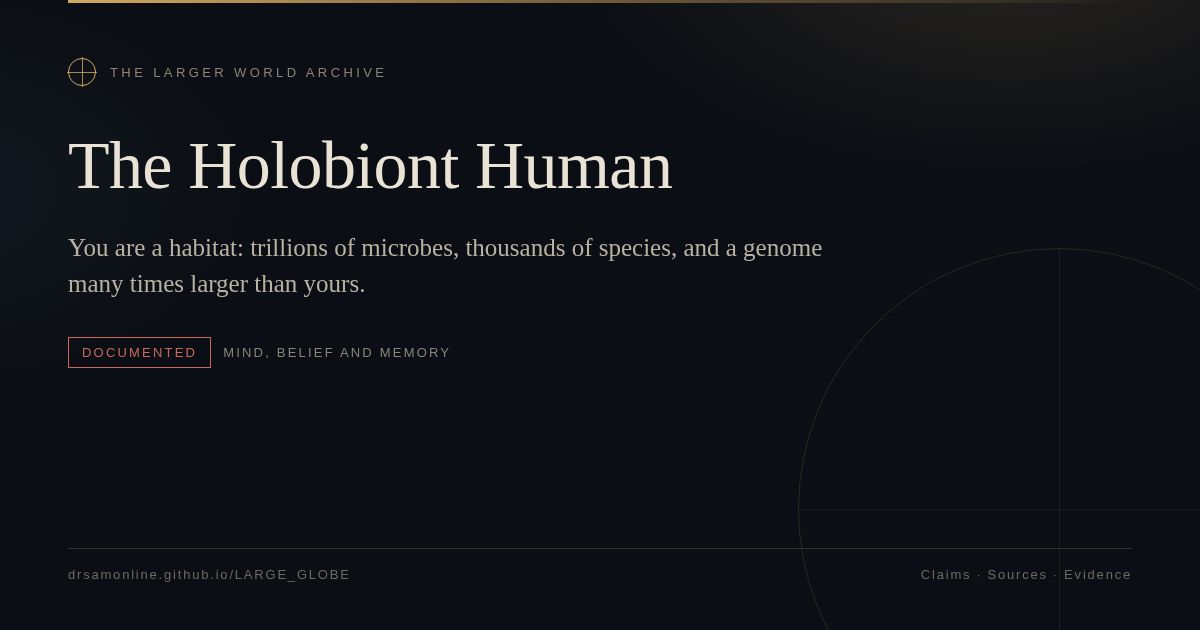 THE LARGER WORLD ARCHIVE
The Holobiont Human
You are a habitat: trillions of microbes, thousands of species, and a genome
many times larger than yours.
DOCUMENTED MIND, BELIEF AND MEMORY
drsamonline.github.io/LARGE_GLOBE Claims · Sources · Evidence